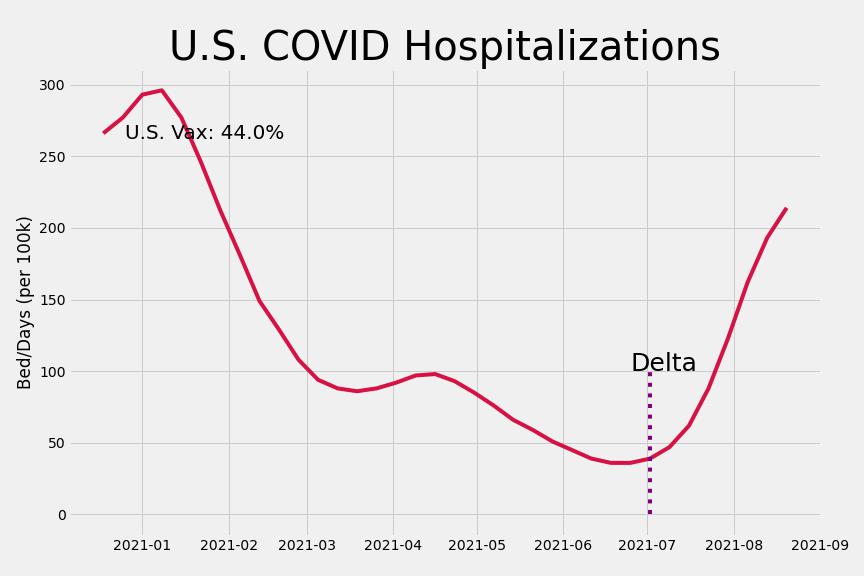 U.S. COVID Hospitalizations
300
U.S. Vax: 44.0%
250
200
Bed/Days (per 100k)
150
Delta
100
50
0
2021-01 2021-02 2021-03 2021-04 2021-05 2021-06 2021-07 2021-08 2021-09